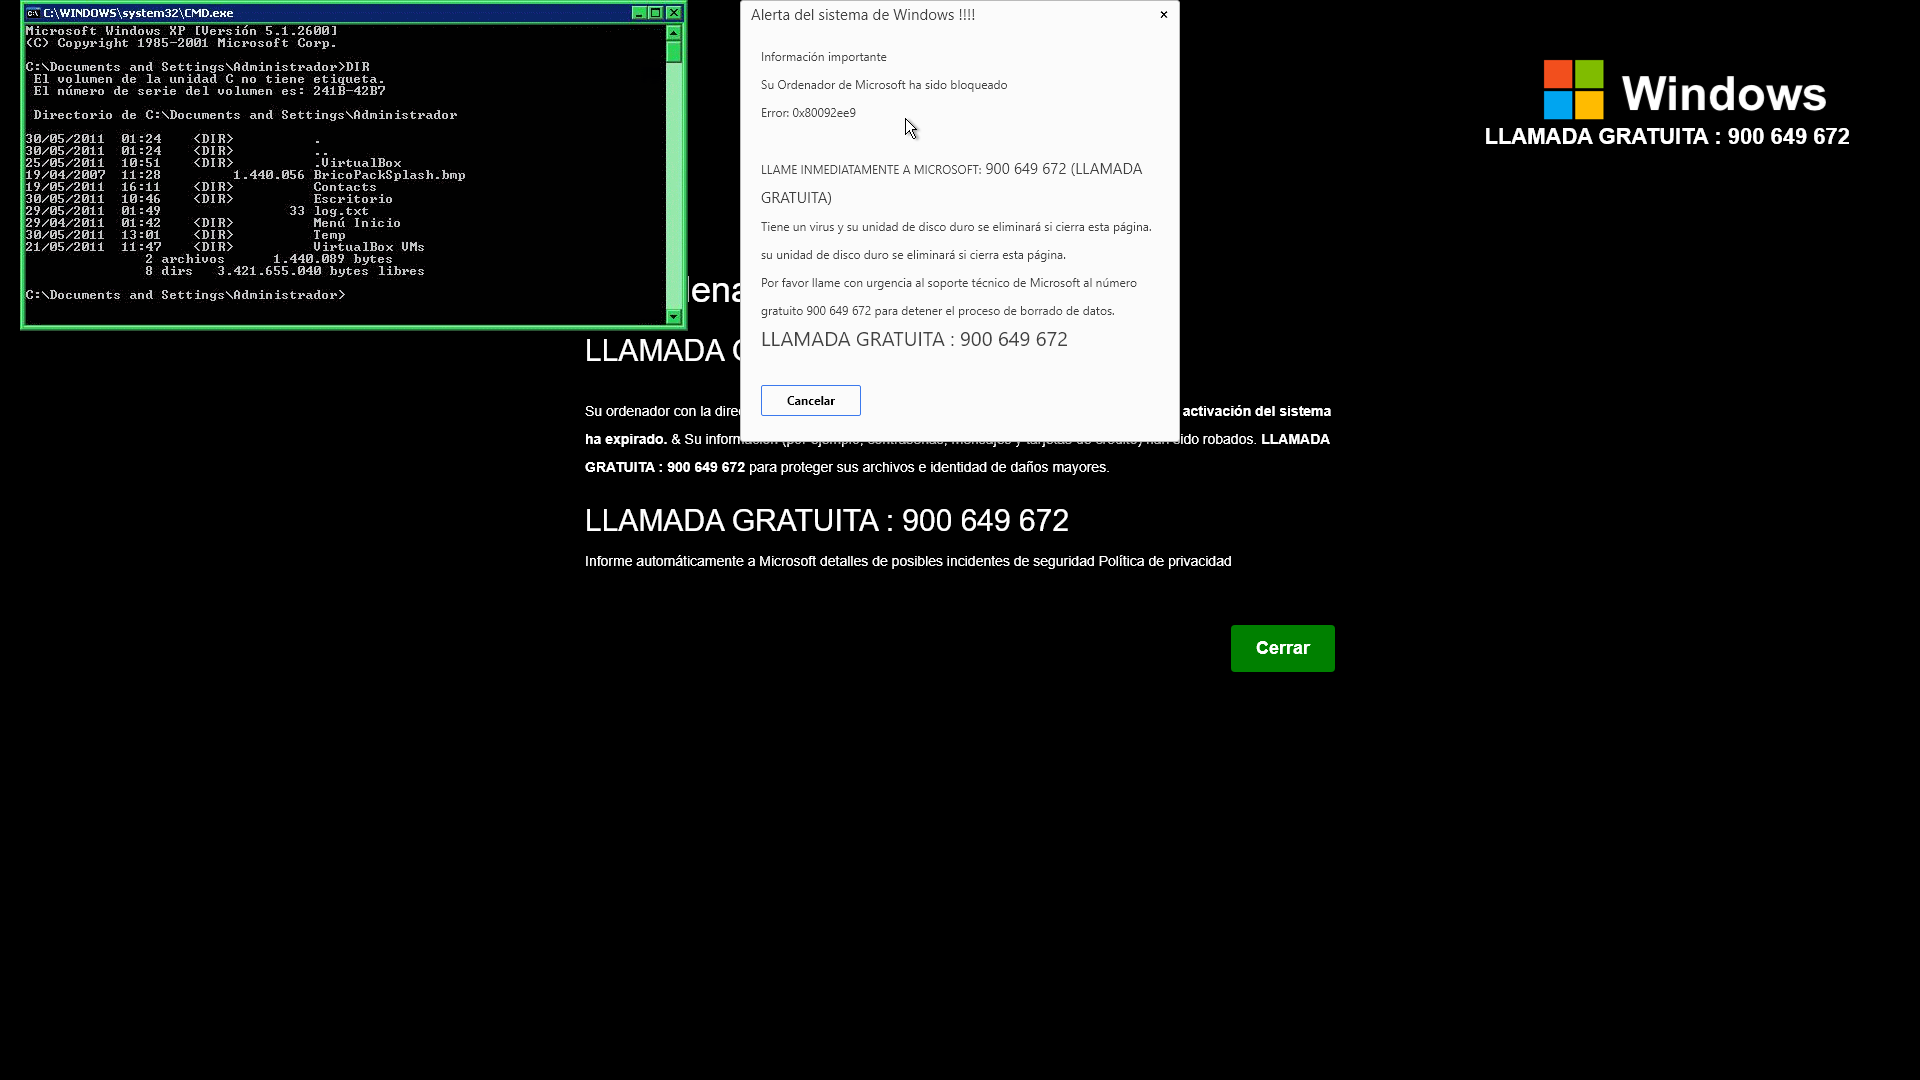 C:\WINDOWS\system32\CMD.exe
Microsoft Windows XP [Versión 5.1.2600]
(C) Copyright 1985-2001 Microsoft Corp.
C:\Documents and Settings\Administrador>DIR
El volumen de la unidad C no tiene etiqueta.
El número de serie del volumen es: 241B-42B7
Directorio de C:\Documents and Settings\Administrador
30/05/2011 01:24 <DIR> .
30/05/2011 01:24 <DIR> ..
25/05/2011 10:51 <DIR> .VirtualBox
19/04/2007 11:28 1.440.056 BricoPackSplash.bmp
19/05/2011 16:11 <DIR> Contacts
30/05/2011 10:46 <DIR> Escritorio
29/05/2011 01:49 33 log.txt
29/04/2011 01:42 <DIR> Menú Inicio
30/05/2011 13:01 <DIR> Temp
21/05/2011 11:47 <DIR> VirtualBox VMs
2 archivos 1.440.089 bytes
8 dirs 3.421.655.040 bytes libres
C:\Documents and Settings\Administrador>
Alerta del sistema de Windows !!!!
×
Información importante
Su Ordenador de Microsoft ha sido bloqueado
Error: 0x80092ee9
LLAME INMEDIATAMENTE A MICROSOFT: 900 649 672 (LLAMADA
GRATUITA)
Tiene un virus y su unidad de disco duro se eliminará si cierra esta página.
su unidad de disco duro se eliminará si cierra esta página.
Por favor llame con urgencia al soporte técnico de Microsoft al número
gratuito 900 649 672 para detener el proceso de borrado de datos.
LLAMADA GRATUITA : 900 649 672
Cancelar
Windows
LLAMADA GRATUITA : 900 649 672
LLAMADA G
Su ordenador con la direc activación del sistema
ha expirado. & Su información (por ejemplo, contraseñas, mensajes y tarjetas de crédito) han sido robados. LLAMADA
GRATUITA : 900 649 672 para proteger sus archivos e identidad de daños mayores.
LLAMADA GRATUITA : 900 649 672
Informe automáticamente a Microsoft detalles de posibles incidentes de seguridad Política de privacidad
Cerrar